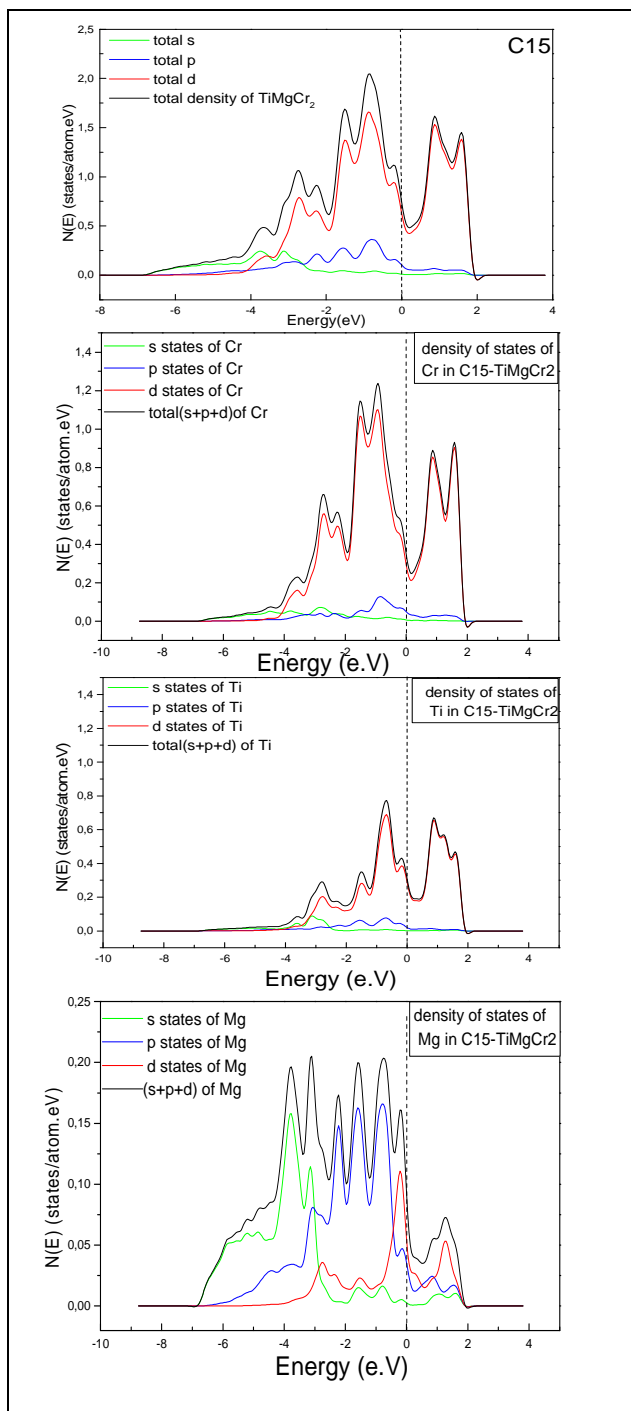 C15
total s
total p
total d
total density of TiMgCr2
N(E) (states/atom.eV)
2,5
2,0
1,5
1,0
0,5
0,0
-8 -6 -4 -2 0 2 4
Energy(eV)
s states of Cr
p states of Cr
d states of Cr
total(s+p+d)of Cr
density of states of
Cr in C15-TiMgCr2
N(E) (states/atom.eV)
1,4
1,2
1,0
0,8
0,6
0,4
0,2
0,0
-10 -8 -6 -4 -2 0 2 4
Energy (e.V)
s states of Ti
p states of Ti
d states of Ti
total(s+p+d) of Ti
density of states of
Ti in C15-TiMgCr2
N(E) (states/atom.eV)
1,4
1,2
1,0
0,8
0,6
0,4
0,2
0,0
-10 -8 -6 -4 -2 0 2 4
Energy (e.V)
s states of Mg
p states of Mg
d states of Mg
(s+p+d) of Mg
density of states of
Mg in C15-TiMgCr2
N(E) (states/atom.eV)
0,25
0,20
0,15
0,10
0,05
0,00
-10 -8 -6 -4 -2 0 2 4
Energy (e.V)